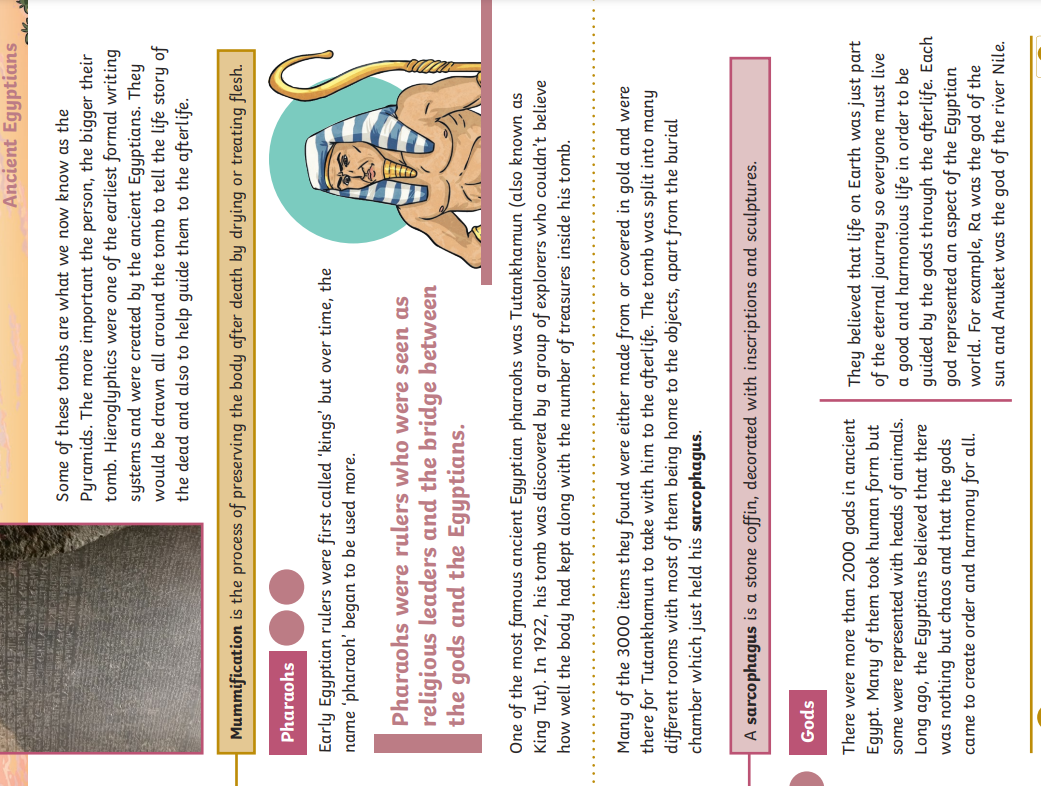 Ancient Egyptians
Some of these tombs are what we now know as the
Pyramids. The more important the person, the bigger their
tomb. Hieroglyphics were one of the earliest formal writing
systems and were created by the ancient Egyptians. They
would be drawn all around the tomb to tell the life story of
the dead and also to help guide them to the afterlife.
Mummification is the process of preserving the body after death by drying or treating flesh.
Pharaohs
Early Egyptian rulers were first called ‘kings’ but over time, the
name ‘pharaoh’ began to be used more.
Pharaohs were rulers who were seen as
religious leaders and the bridge between
the gods and the Egyptians.
One of the most famous ancient Egyptian pharaohs was Tutankhamun (also known as
King Tut). In 1922, his tomb was discovered by a group of explorers who couldn’t believe
how well the body had kept along with the number of treasures inside his tomb.
Many of the 3000 items they found were either made from or covered in gold and were
there for Tutankhamun to take with him to the afterlife. The tomb was split into many
different rooms with most of them being home to the objects, apart from the burial
chamber which just held his sarcophagus.
A sarcophagus is a stone coffin, decorated with inscriptions and sculptures.
Gods
There were more than 2000 gods in ancient
Egypt. Many of them took human form but
some were represented with heads of animals.
Long ago, the Egyptians believed that there
was nothing but chaos and that the gods
came to create order and harmony for all.
They believed that life on Earth was just part
of the eternal journey so everyone must live
a good and harmonious life in order to be
guided by the gods through the afterlife. Each
god represented an aspect of the Egyptian
world. For example, Ra was the god of the
sun and Anuket was the god of the river Nile.